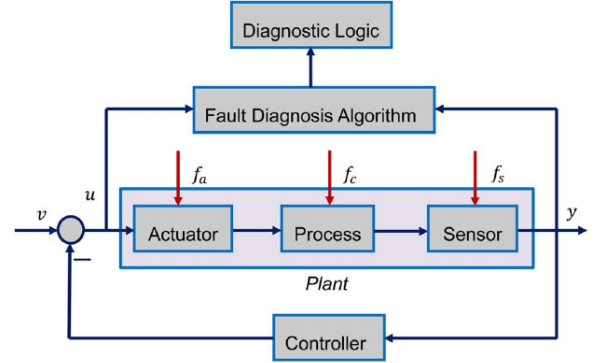 Diagnostic Logic
Fault Diagnosis Algorithm
f_a
f_c
f_s
u
v
y
Actuator
Process
Sensor
Plant
Controller